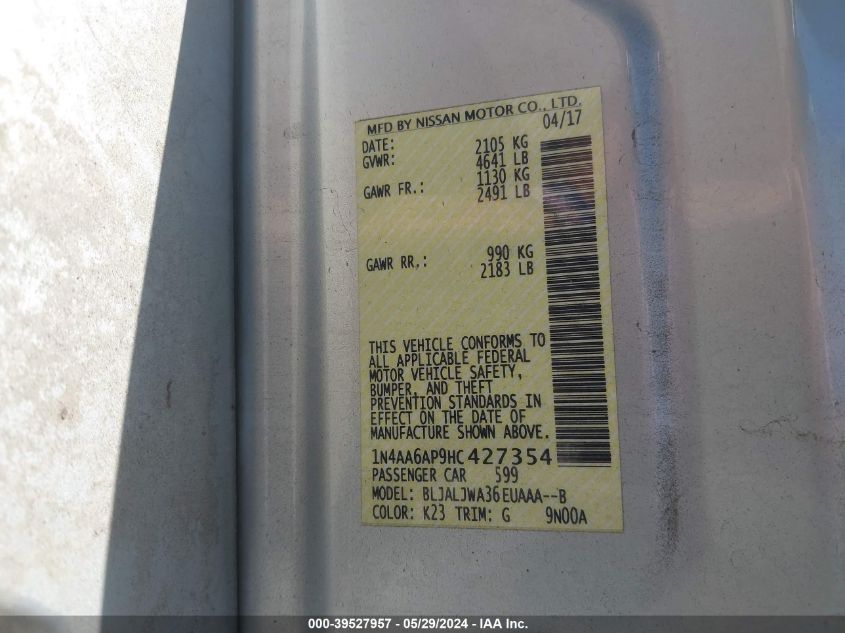 MFD BY NISSAN MOTOR CO., LTD.
DATE: 04/17
GVWR: 2105 KG
4641 LB
GAWR FR.: 1130 KG
2491 LB
GAWR RR.: 990 KG
2183 LB
THIS VEHICLE CONFORMS TO
ALL APPLICABLE FEDERAL
MOTOR VEHICLE SAFETY,
BUMPER, AND THEFT
PREVENTION STANDARDS IN
EFFECT ON THE DATE OF
MANUFACTURE SHOWN ABOVE.
1N4AA6AP9HC427354
PASSENGER CAR 599
MODEL: BLJALJWA36EUAAA--B
COLOR: K23 TRIM: G 9N00A
000-39527957 - 05/29/2024 - IAA Inc.